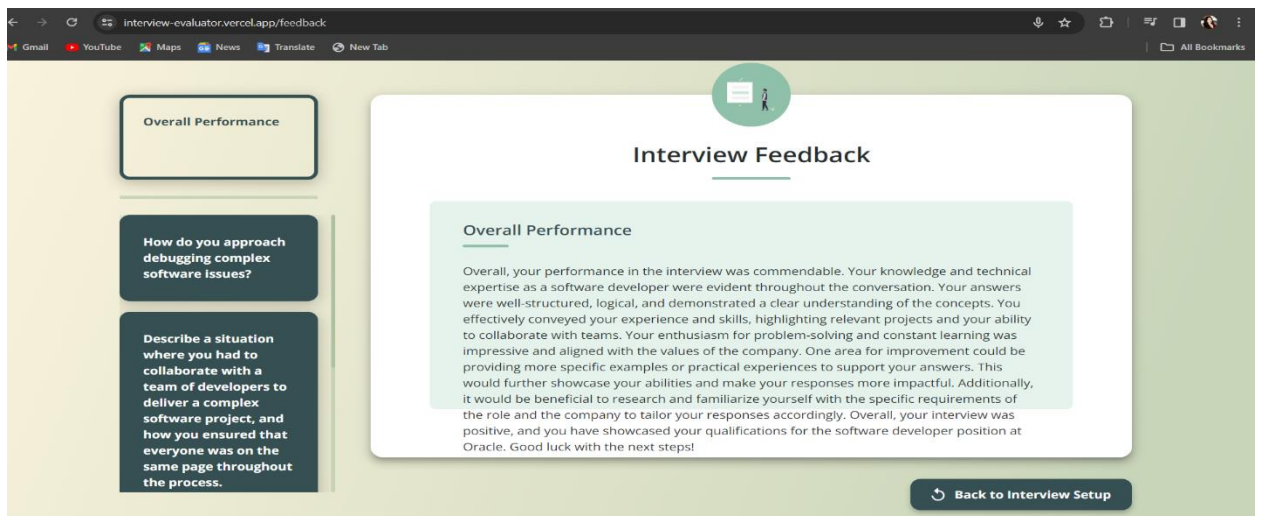 interview-evaluator.vercel.app/feedback
Gmail YouTube Maps News Translate New Tab All Bookmarks
Overall Performance
How do you approach
debugging complex
software issues?
Describe a situation
where you had to
collaborate with a
team of developers to
deliver a complex
software project, and
how you ensured that
everyone was on the
same page throughout
the process.
Interview Feedback
Overall Performance
Overall, your performance in the interview was commendable. Your knowledge and technical
expertise as a software developer were evident throughout the conversation. Your answers
were well-structured, logical, and demonstrated a clear understanding of the concepts. You
effectively conveyed your experience and skills, highlighting relevant projects and your ability
to collaborate with teams. Your enthusiasm for problem-solving and constant learning was
impressive and aligned with the values of the company. One area for improvement could be
providing more specific examples or practical experiences to support your answers. This
would further showcase your abilities and make your responses more impactful. Additionally,
it would be beneficial to research and familiarize yourself with the specific requirements of
the role and the company to tailor your responses accordingly. Overall, your interview was
positive, and you have showcased your qualifications for the software developer position at
Oracle. Good luck with the next steps!
Back to Interview Setup